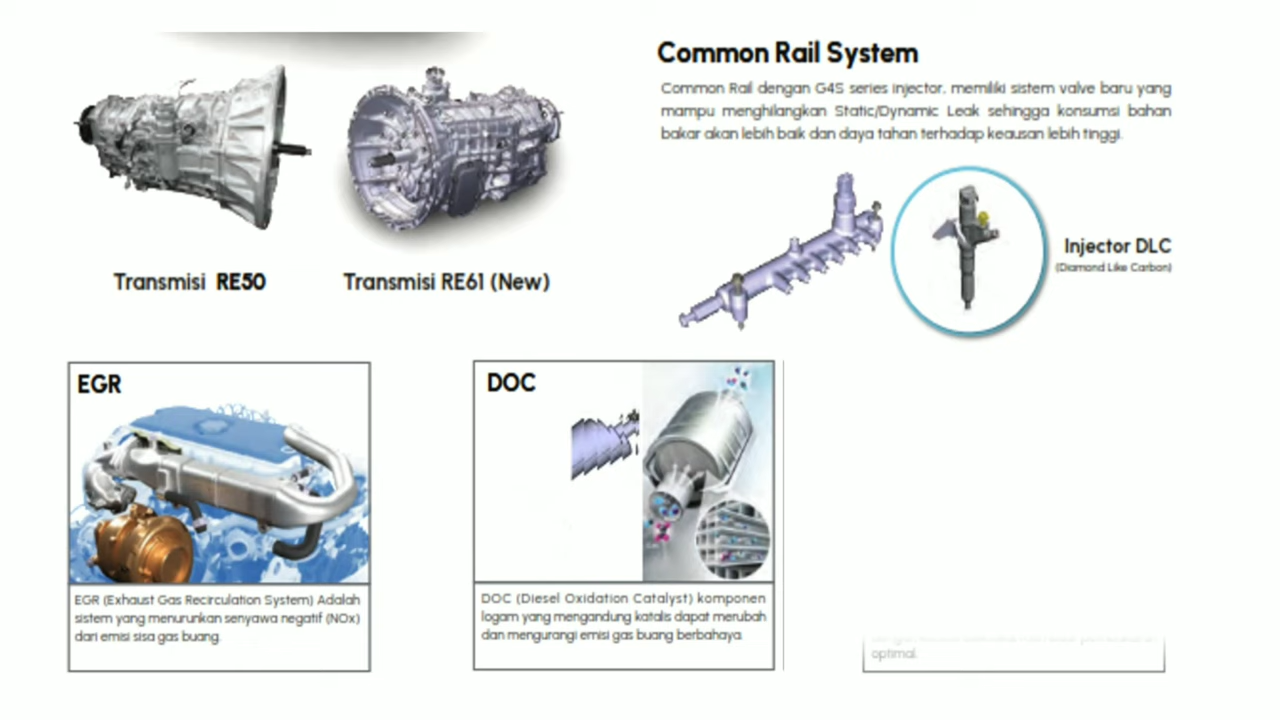 Common Rail System
Common Rail dengan G4S series injector, memiliki sistem valve baru yang
mampu menghilangkan Static/Dynamic Leak sehingga konsumsi bahan
bakar akan lebih baik dan daya tahan terhadap keausan lebih tinggi.
Injector DLC
(Diamond Like Carbon)
Transmisi RE50
Transmisi RE61 (New)
EGR
EGR (Exhaust Gas Recirculation System) Adalah
sistem yang menurunkan senyawa negatif (NOx)
dari emisi sisa gas buang.
DOC
DOC (Diesel Oxidation Catalyst) komponen
logam yang mengandung katalis dapat merubah
dan mengurangi emisi gas buang berbahaya.
optimal.